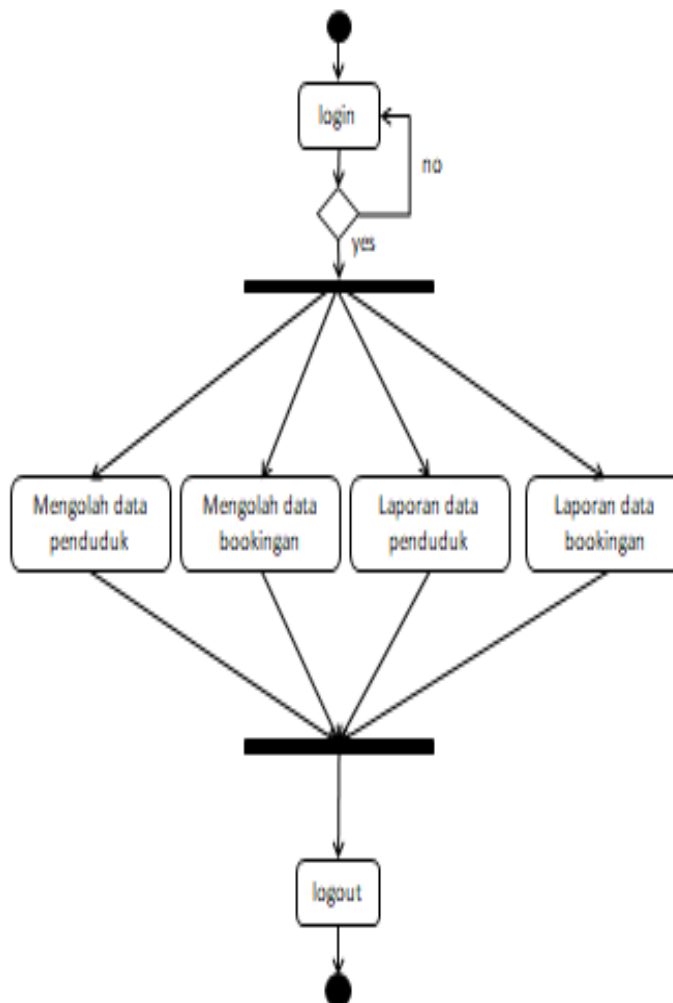 login
no
yes
Mengolah data
penduduk
Mengolah data
bookingan
Laporan data
penduduk
Laporan data
bookingan
logout